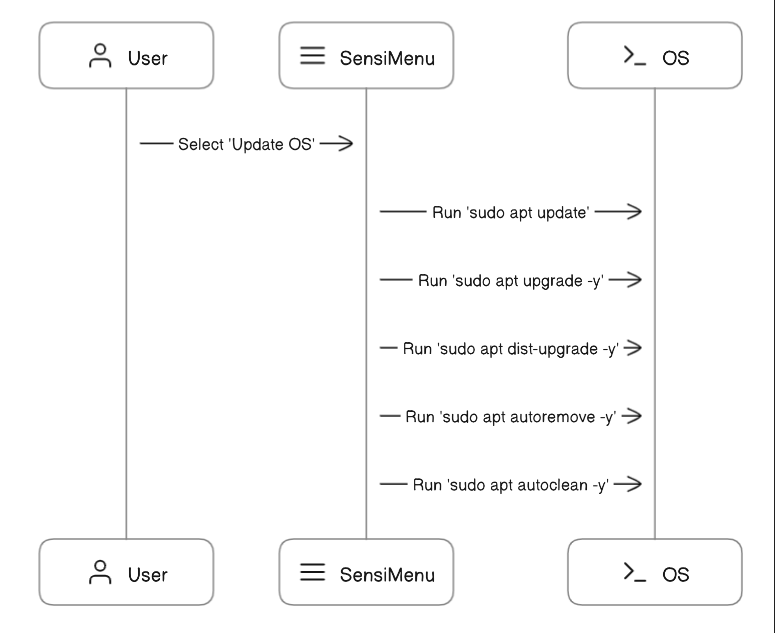 User SensiMenu OS
Select 'Update OS'
Run 'sudo apt update'
Run 'sudo apt upgrade -y'
Run 'sudo apt dist-upgrade -y'
Run 'sudo apt autoremove -y'
Run 'sudo apt autoclean -y'
User SensiMenu OS